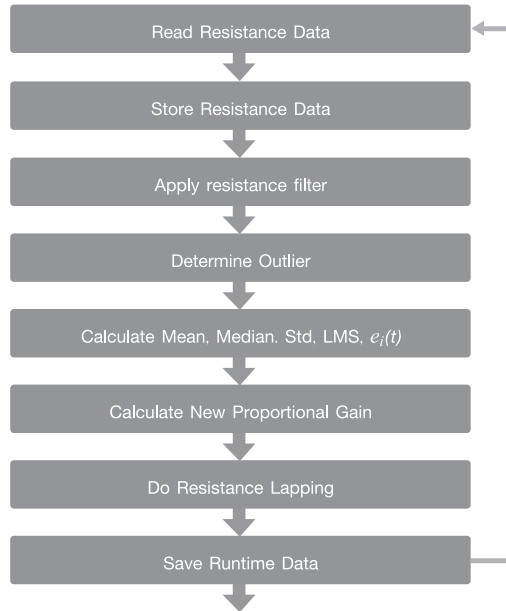 Read Resistance Data
Store Resistance Data
Apply resistance filter
Determine Outlier
Calculate Mean, Median. Std, LMS, e_i(t)
Calculate New Proportional Gain
Do Resistance Lapping
Save Runtime Data